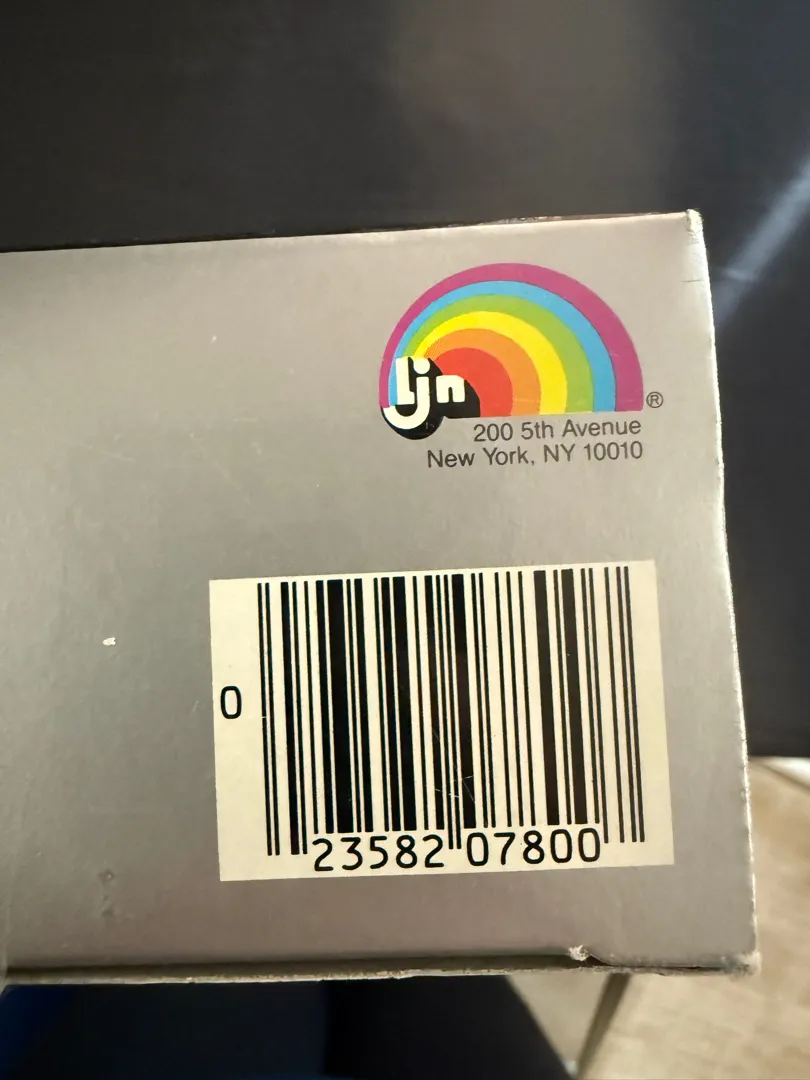 ljn ®
200 5th Avenue
New York, NY 10010
0
23582 07800